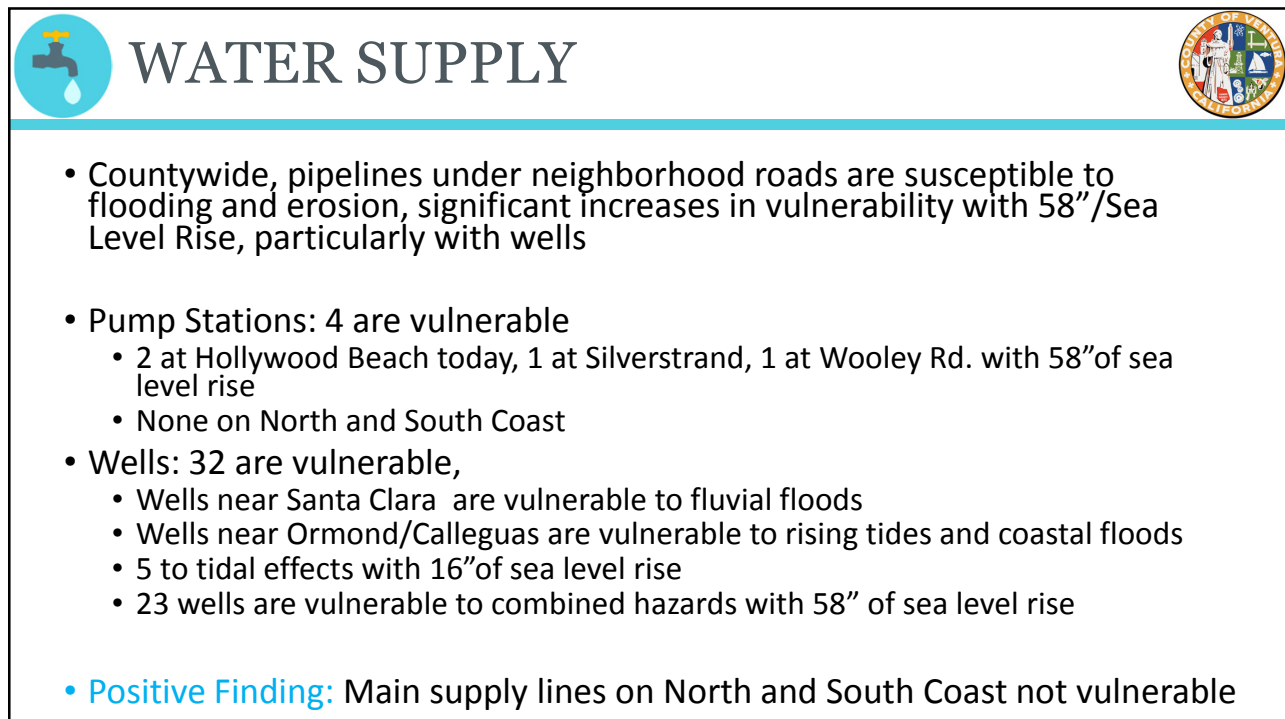 WATER SUPPLY
COUNTY OF VENTURA
CALIFORNIA
• Countywide, pipelines under neighborhood roads are susceptible to
flooding and erosion, significant increases in vulnerability with 58”/Sea
Level Rise, particularly with wells
• Pump Stations: 4 are vulnerable
• 2 at Hollywood Beach today, 1 at Silverstrand, 1 at Wooley Rd. with 58”of sea
level rise
• None on North and South Coast
• Wells: 32 are vulnerable,
• Wells near Santa Clara  are vulnerable to fluvial floods
• Wells near Ormond/Calleguas are vulnerable to rising tides and coastal floods
• 5 to tidal effects with 16”of sea level rise
• 23 wells are vulnerable to combined hazards with 58” of sea level rise
• Positive Finding: Main supply lines on North and South Coast not vulnerable